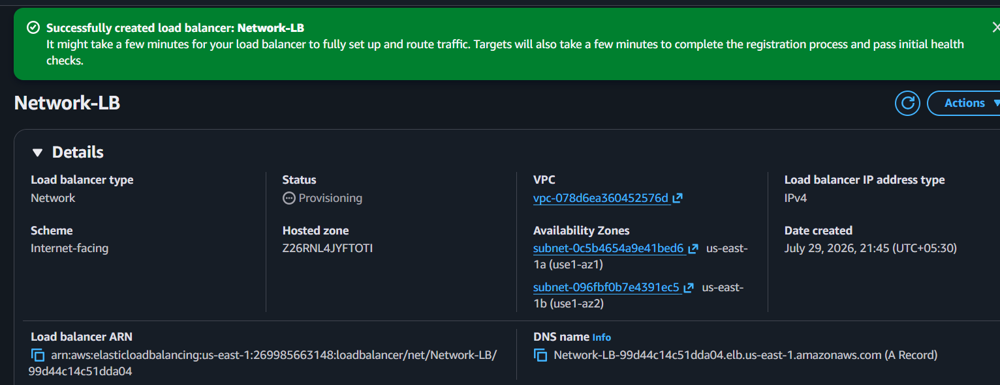 Successfully created load balancer: Network-LB
It might take a few minutes for your load balancer to fully set up and route traffic. Targets will also take a few minutes to complete the registration process and pass initial health
checks.
Network-LB
Actions
Details
Load balancer type
Network
Status
Provisioning
VPC
vpc-078d6ea360452576d
Load balancer IP address type
IPv4
Scheme
Internet-facing
Hosted zone
Z26RNL4JYFTOTI
Availability Zones
subnet-0c5b4654a9e41bed6 us-east-
1a (use1-az1)
subnet-096fbf0b7e4391ec5 us-east-
1b (use1-az2)
Date created
July 29, 2026, 21:45 (UTC+05:30)
Load balancer ARN
arn:aws:elasticloadbalancing:us-east-1:269985663148:loadbalancer/net/Network-LB/
99d44c14c51dda04
DNS name Info
Network-LB-99d44c14c51dda04.elb.us-east-1.amazonaws.com (A Record)